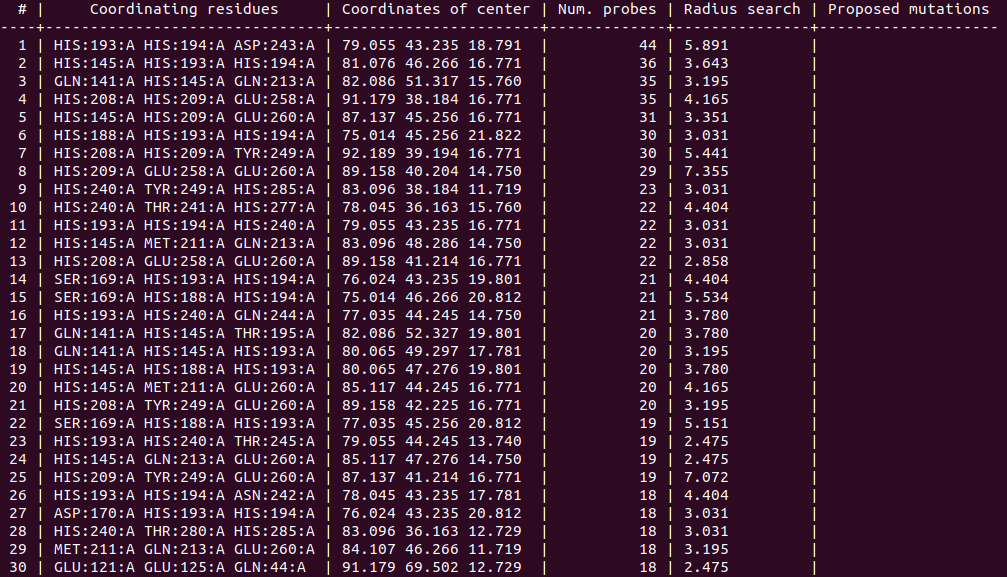 # | Coordinating residues | Coordinates of center | Num. probes | Radius search | Proposed mutations
----+--------------------------------+------------------------+---------------+---------------+--------------------
1 | HIS:193:A HIS:194:A ASP:243:A | 79.055 43.235 18.791 | 44 | 5.891 |
2 | HIS:145:A HIS:193:A HIS:194:A | 81.076 46.266 16.771 | 36 | 3.643 |
3 | GLN:141:A HIS:145:A GLN:213:A | 82.086 51.317 15.760 | 35 | 3.195 |
4 | HIS:208:A HIS:209:A GLU:258:A | 91.179 38.184 16.771 | 35 | 4.165 |
5 | HIS:145:A HIS:209:A GLU:260:A | 87.137 45.256 16.771 | 31 | 3.351 |
6 | HIS:188:A HIS:193:A HIS:194:A | 75.014 45.256 21.822 | 30 | 3.031 |
7 | HIS:208:A HIS:209:A TYR:249:A | 92.189 39.194 16.771 | 30 | 5.441 |
8 | HIS:209:A GLU:258:A GLU:260:A | 89.158 40.204 14.750 | 29 | 7.355 |
9 | HIS:240:A TYR:249:A HIS:285:A | 83.096 38.184 11.719 | 23 | 3.031 |
10 | HIS:240:A THR:241:A HIS:277:A | 78.045 36.163 15.760 | 22 | 4.404 |
11 | HIS:193:A HIS:194:A HIS:240:A | 79.055 43.235 16.771 | 22 | 3.031 |
12 | HIS:145:A MET:211:A GLN:213:A | 83.096 48.286 14.750 | 22 | 3.031 |
13 | HIS:208:A GLU:258:A GLU:260:A | 89.158 41.214 16.771 | 22 | 2.858 |
14 | SER:169:A HIS:193:A HIS:194:A | 76.024 43.235 19.801 | 21 | 4.404 |
15 | SER:169:A HIS:188:A HIS:194:A | 75.014 46.266 20.812 | 21 | 5.534 |
16 | HIS:193:A HIS:240:A GLN:244:A | 77.035 44.245 14.750 | 21 | 3.780 |
17 | GLN:141:A HIS:145:A THR:195:A | 82.086 52.327 19.801 | 20 | 3.780 |
18 | GLN:141:A HIS:145:A HIS:193:A | 80.065 49.297 17.781 | 20 | 3.195 |
19 | HIS:145:A HIS:188:A HIS:193:A | 80.065 47.276 19.801 | 20 | 3.780 |
20 | HIS:145:A MET:211:A GLU:260:A | 85.117 44.245 16.771 | 20 | 4.165 |
21 | HIS:208:A TYR:249:A GLU:260:A | 89.158 42.225 16.771 | 20 | 3.195 |
22 | SER:169:A HIS:188:A HIS:193:A | 77.035 45.256 20.812 | 19 | 5.151 |
23 | HIS:193:A HIS:240:A THR:245:A | 79.055 44.245 13.740 | 19 | 2.475 |
24 | HIS:145:A GLN:213:A GLU:260:A | 85.117 47.276 14.750 | 19 | 2.475 |
25 | HIS:209:A TYR:249:A GLU:260:A | 87.137 41.214 16.771 | 19 | 7.072 |
26 | HIS:193:A HIS:194:A ASN:242:A | 78.045 43.235 17.781 | 18 | 4.404 |
27 | ASP:170:A HIS:193:A HIS:194:A | 76.024 43.235 20.812 | 18 | 3.031 |
28 | HIS:240:A THR:280:A HIS:285:A | 83.096 36.163 12.729 | 18 | 3.031 |
29 | MET:211:A GLN:213:A GLU:260:A | 84.107 46.266 11.719 | 18 | 3.195 |
30 | GLU:121:A GLU:125:A GLN:44:A | 91.179 69.502 12.729 | 18 | 2.475 |